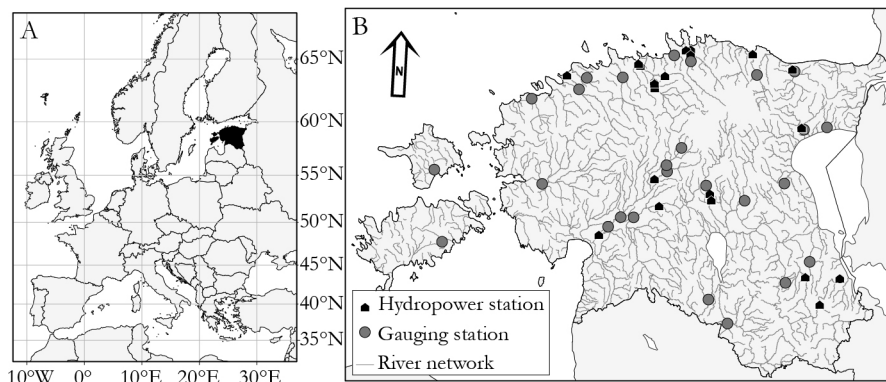 A
65°N
60°N
55°N
50°N
45°N
40°N
35°N
10°W 0° 10°E 20°E 30°E
B
N
Hydropower station
Gauging station
River network